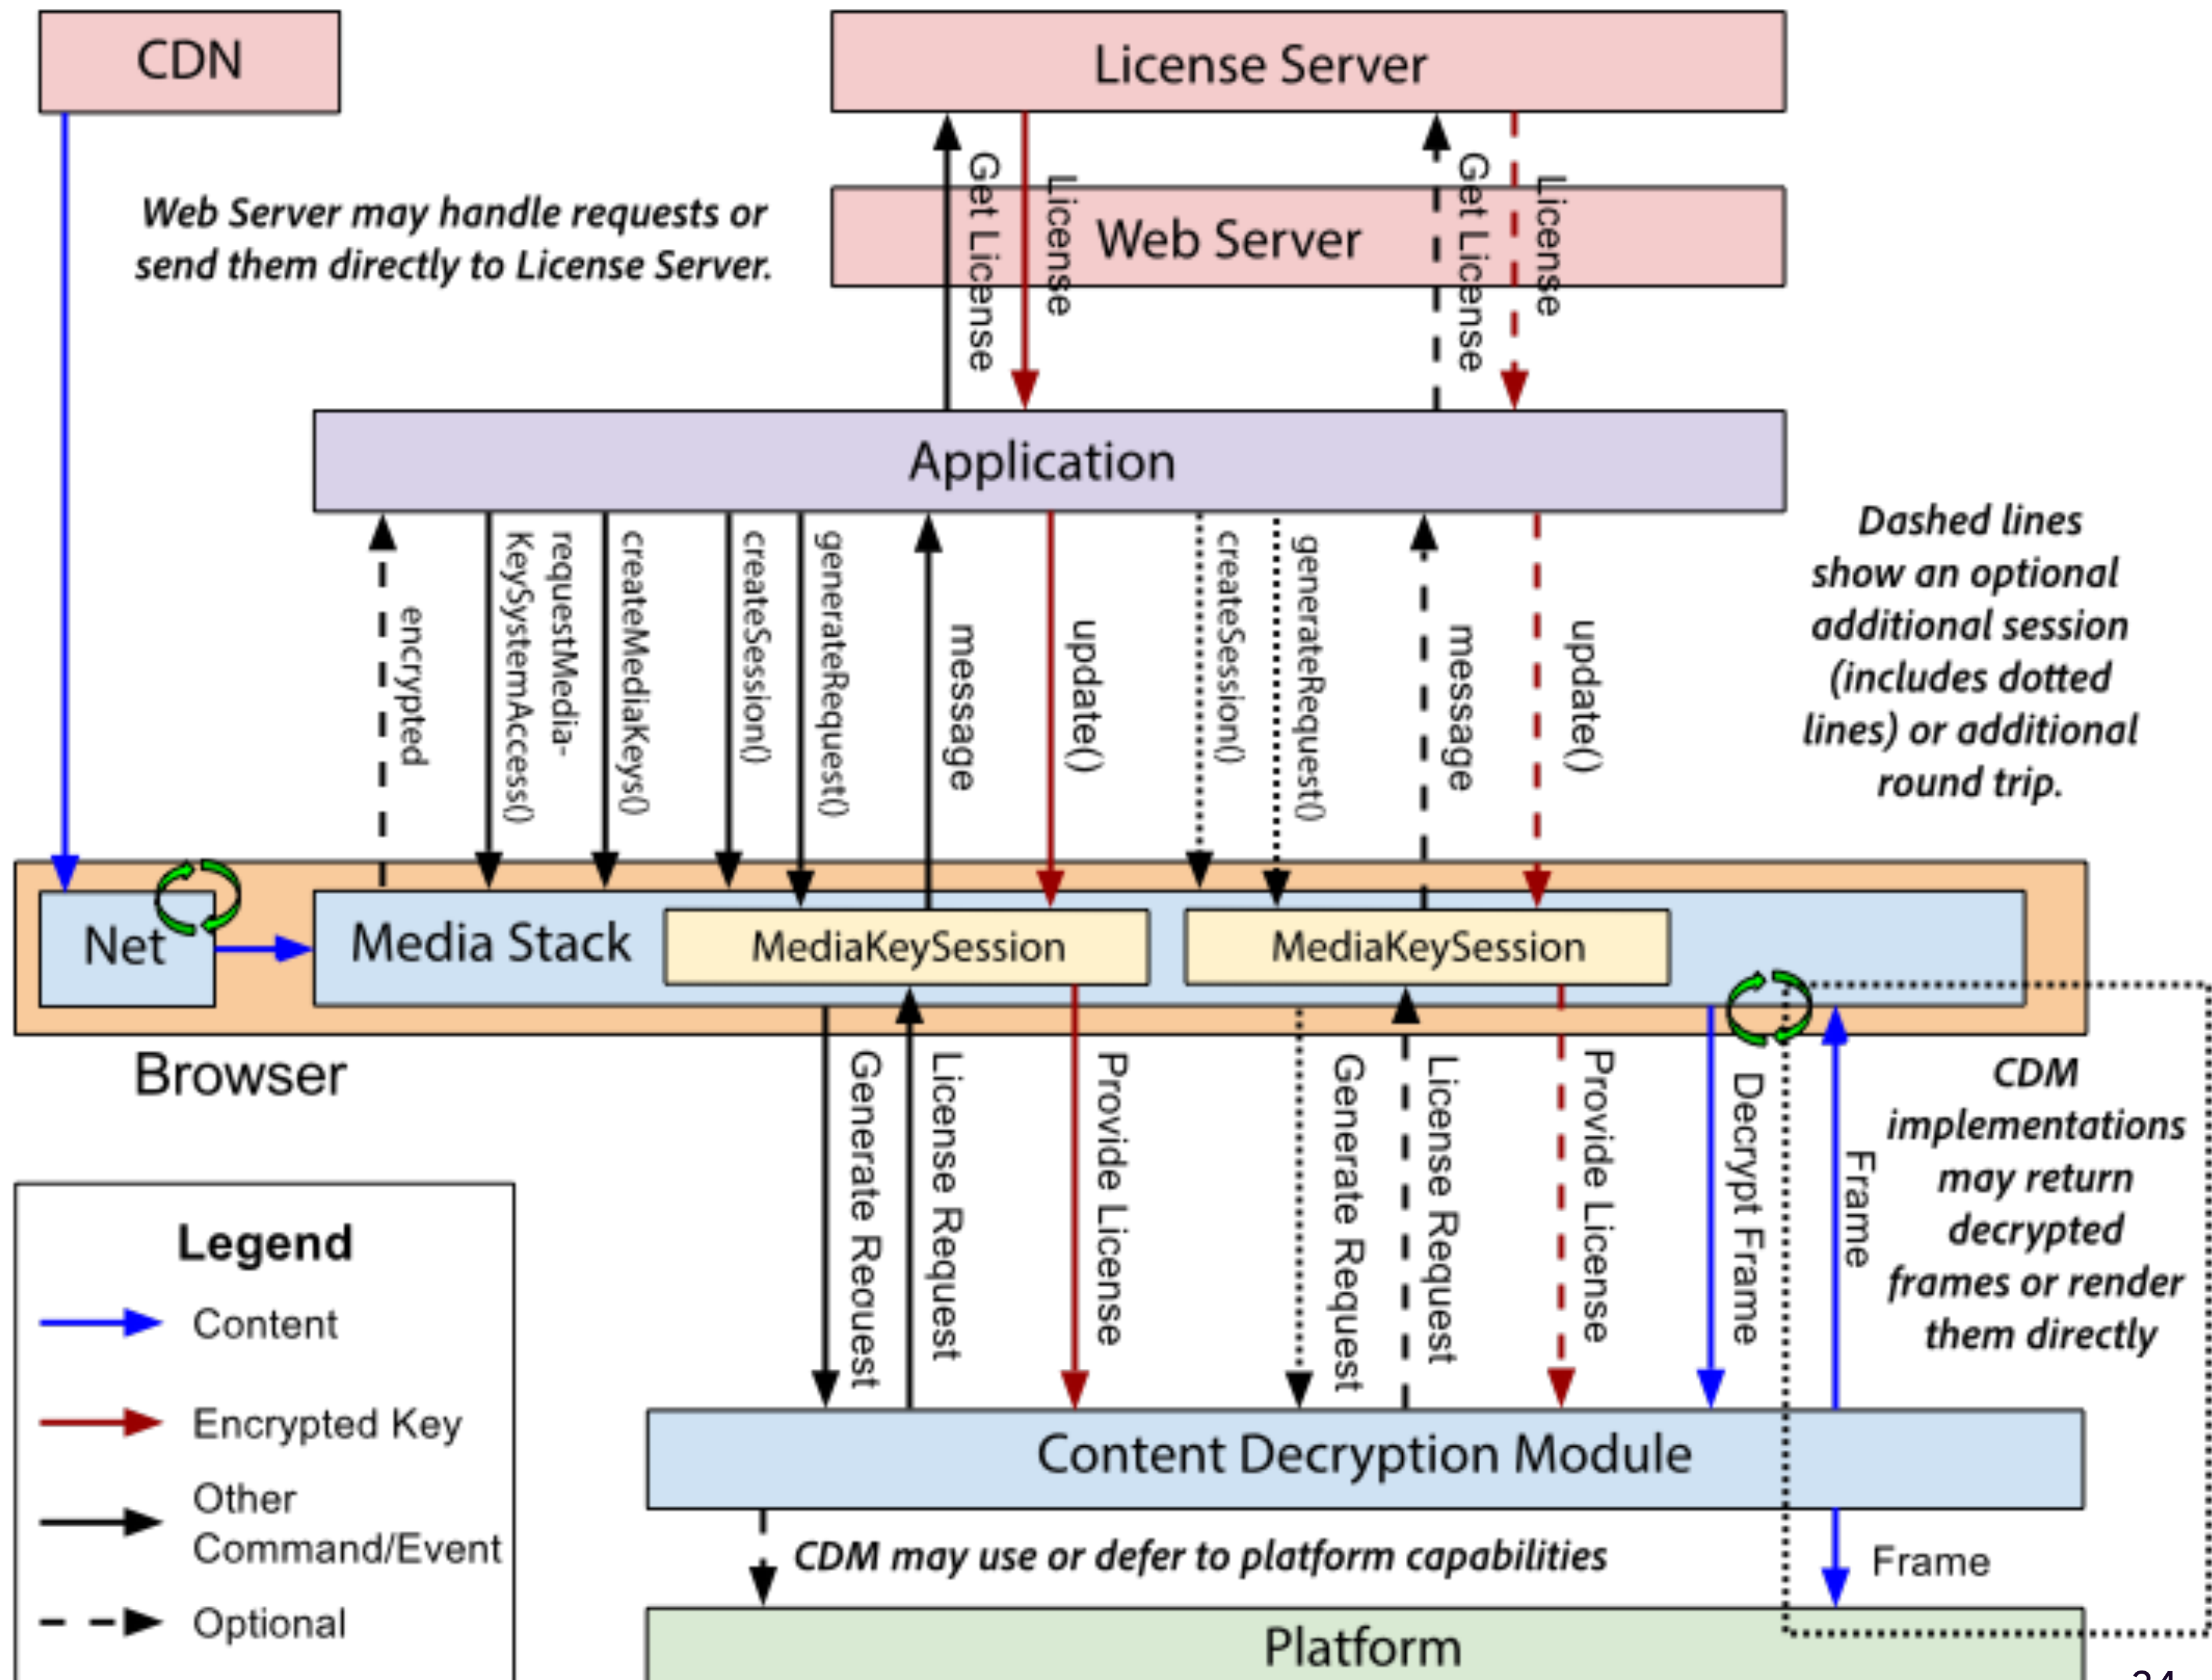 CDN
License Server
Get License
License
Get License
License
Web Server may handle requests or
send them directly to License Server.
Web Server
Application
encrypted
requestMedia-
KeySystemAccess()
createMediaKeys()
createSession()
generateRequest()
message
update()
createSession()
generateRequest()
message
update()
Dashed lines
show an optional
additional session
(includes dotted
lines) or additional
round trip.
Net
Media Stack
MediaKeySession
MediaKeySession
Browser
Generate Request
License Request
Provide License
Generate Request
License Request
Provide License
Decrypt Frame
Frame
CDM
implementations
may return
decrypted
frames or render
them directly
Legend
Content
Encrypted Key
Other
Command/Event
Optional
Content Decryption Module
CDM may use or defer to platform capabilities
Frame
Platform